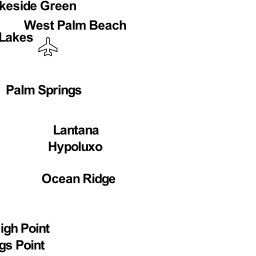 keside Green
West Palm Beach
Lakes
Palm Springs
Lantana
Hypoluxo
Ocean Ridge
igh Point
gs Point